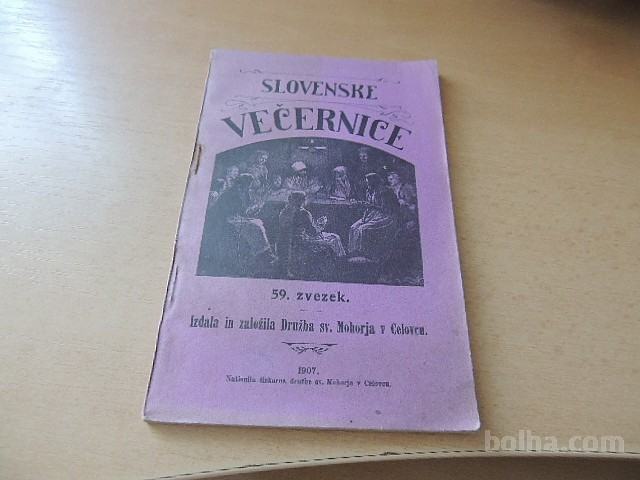 SLOVENSKE
VEČERNICE
59. zvezek.
Izdala in založila Družba sv. Mohorja v Celovcu.
1907.
Natisnila tiskarna družbe sv. Mohorja v Celovcu.
bolha.com